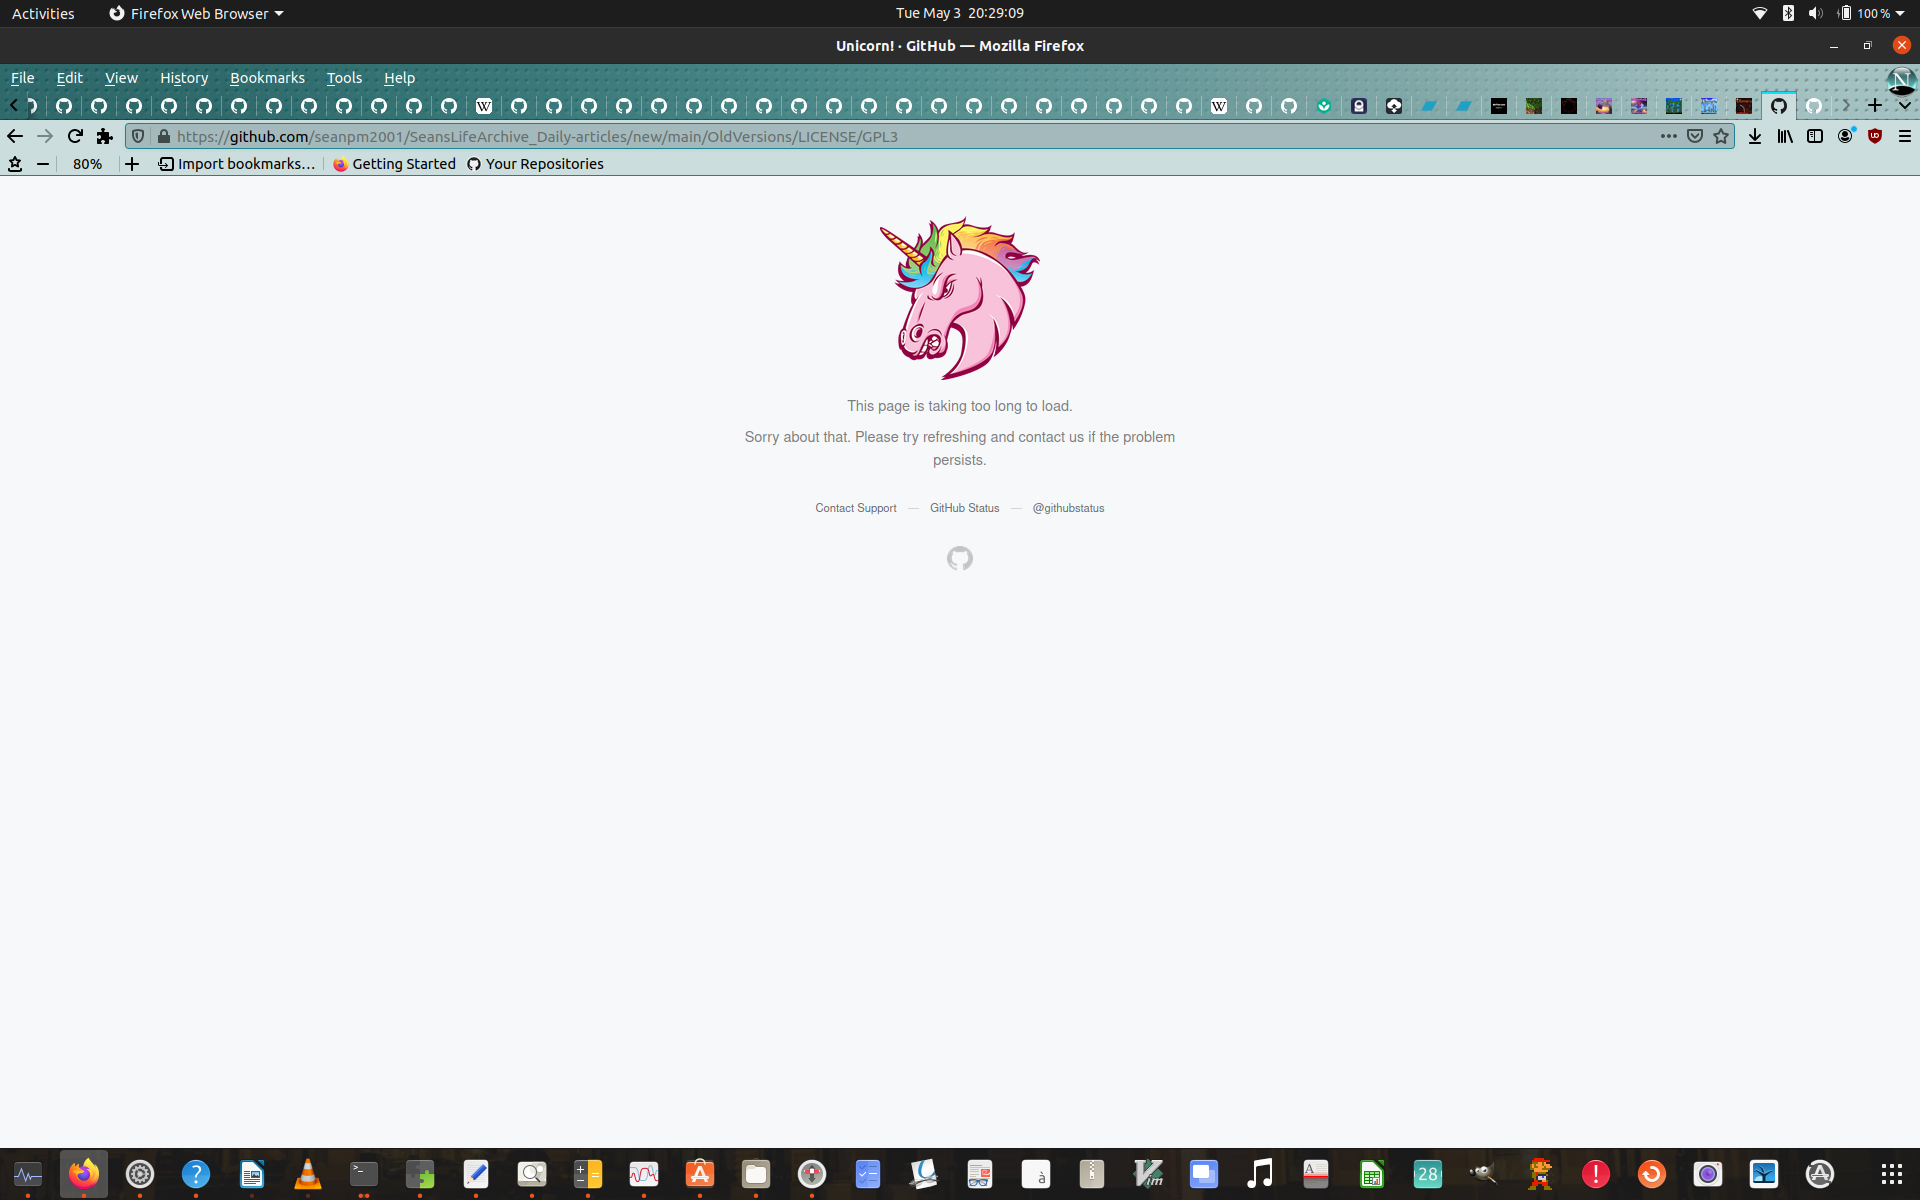 Activities
Firefox Web Browser
Tue May 3 20:29:09
100 %
Unicorn! · GitHub — Mozilla Firefox
File Edit View History Bookmarks Tools Help
N
W
W
https://github.com/seanpm2001/SeansLifeArchive_Daily-articles/new/main/OldVersions/LICENSE/GPL3
80%
Import bookmarks…
Getting Started
Your Repositories
This page is taking too long to load.
Sorry about that. Please try refreshing and contact us if the problem
persists.
Contact Support — GitHub Status — @githubstatus
28